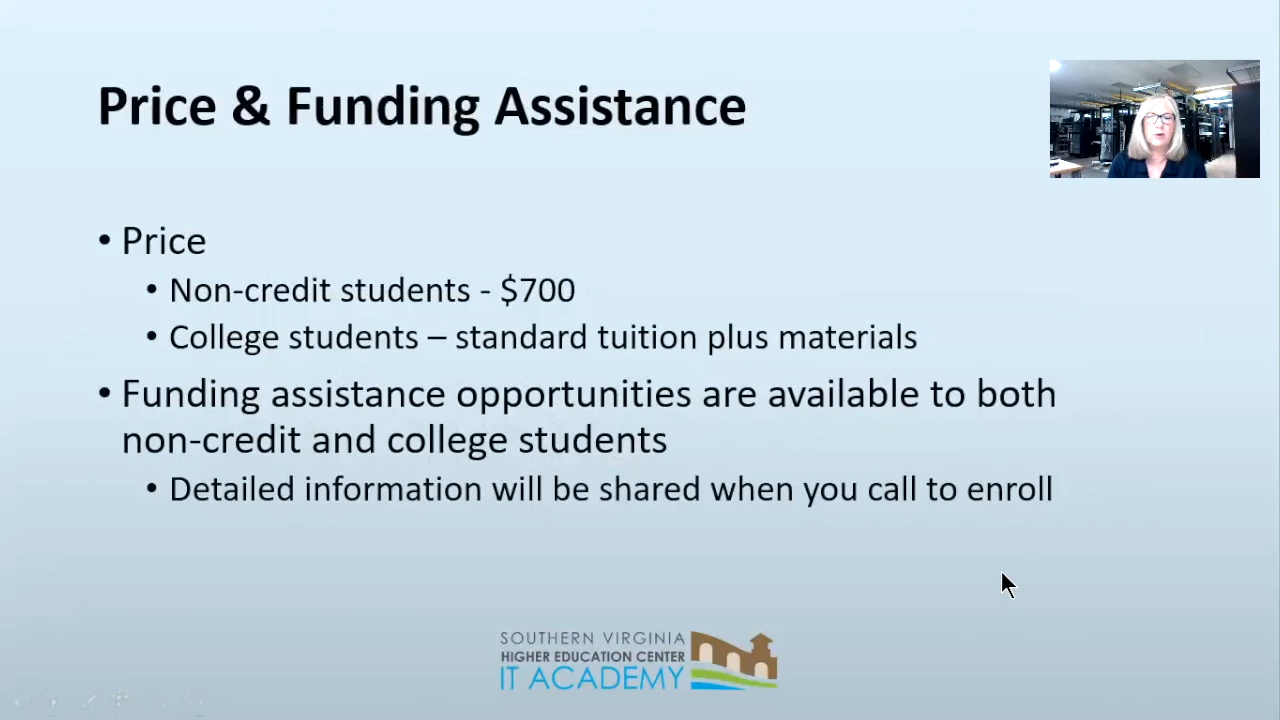 Price & Funding Assistance
• Price
• Non-credit students - $700
• College students – standard tuition plus materials
• Funding assistance opportunities are available to both
non-credit and college students
• Detailed information will be shared when you call to enroll
SOUTHERN VIRGINIA
HIGHER EDUCATION CENTER
IT ACADEMY